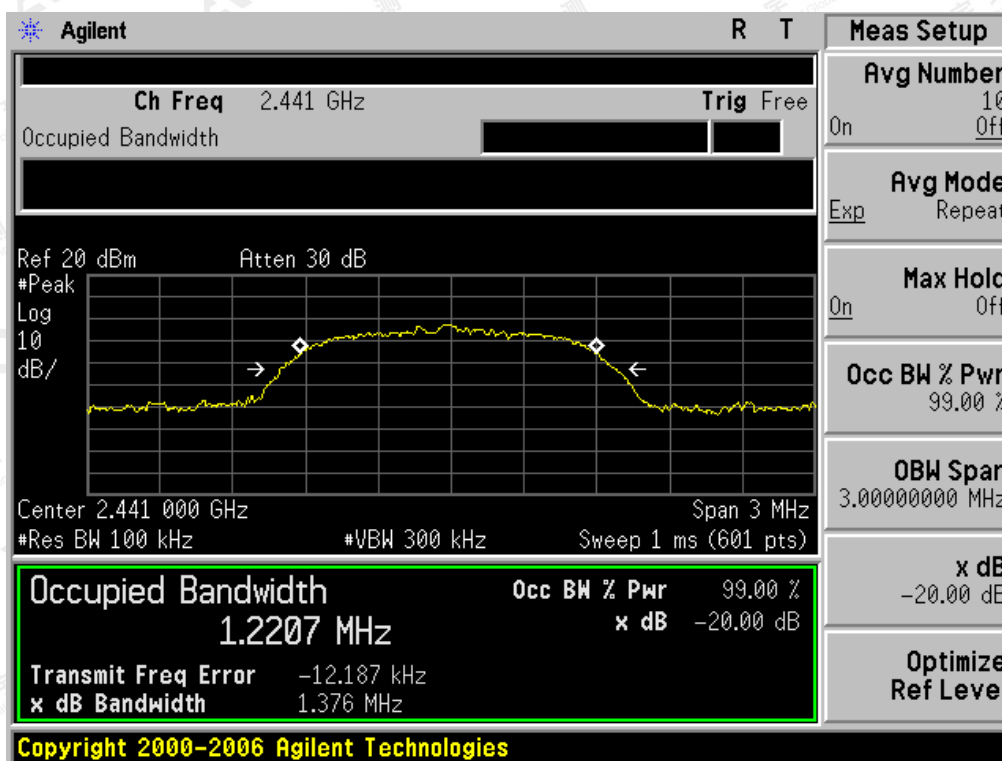 Agilent R T
Ch Freq 2.441 GHz Trig Free
Occupied Bandwidth
Ref 20 dBm Atten 30 dB
#Peak
Log
10
dB/
Center 2.441 000 GHz Span 3 MHz
#Res BW 100 kHz #VBW 300 kHz Sweep 1 ms (601 pts)
Occupied Bandwidth
1.2207 MHz
Occ BW % Pwr 99.00 %
x dB -20.00 dB
Transmit Freq Error -12.187 kHz
x dB Bandwidth 1.376 MHz
Copyright 2000-2006 Agilent Technologies
Meas Setup
Avg Number
10
On Off
Avg Mode
Exp Repeat
Max Hold
On Off
Occ BW % Pwr
99.00 %
OBW Span
3.00000000 MHz
x dB
-20.00 dB
Optimize
Ref Level